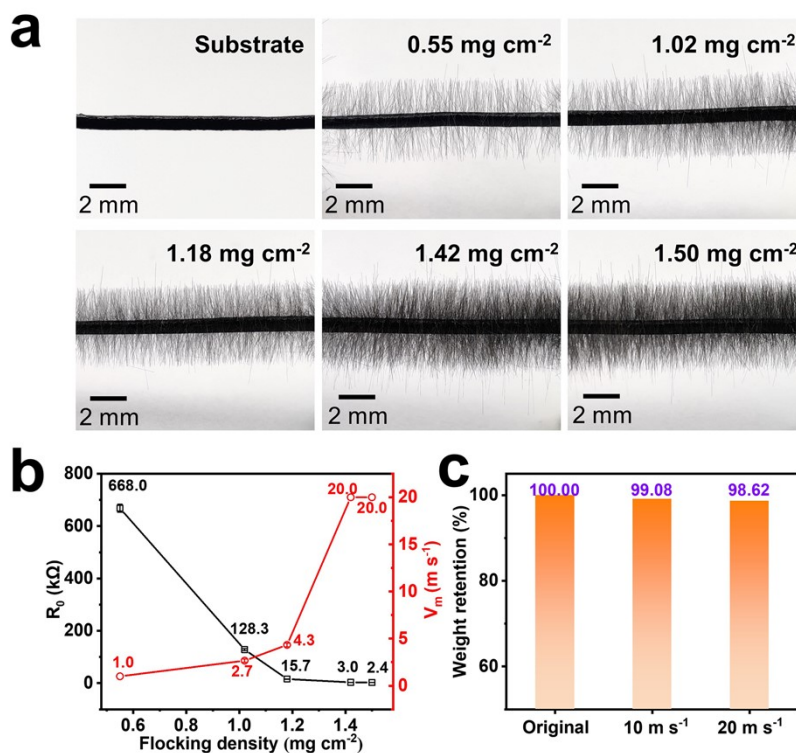 a
Substrate
2 mm
0.55 mg cm⁻²
2 mm
1.02 mg cm⁻²
2 mm
1.18 mg cm⁻²
2 mm
1.42 mg cm⁻²
2 mm
1.50 mg cm⁻²
2 mm
b
800
600
400
200
0
R₀ (kΩ)
668.0
128.3
15.7
3.0
2.4
1.0
2.7
4.3
20.0
20.0
20
15
10
5
0
Vₘ (m s⁻¹)
0.6
0.8
1.0
1.2
1.4
Flocking density (mg cm⁻²)
c
100
80
60
Weight retention (%)
100.00
99.08
98.62
Original
10 m s⁻¹
20 m s⁻¹